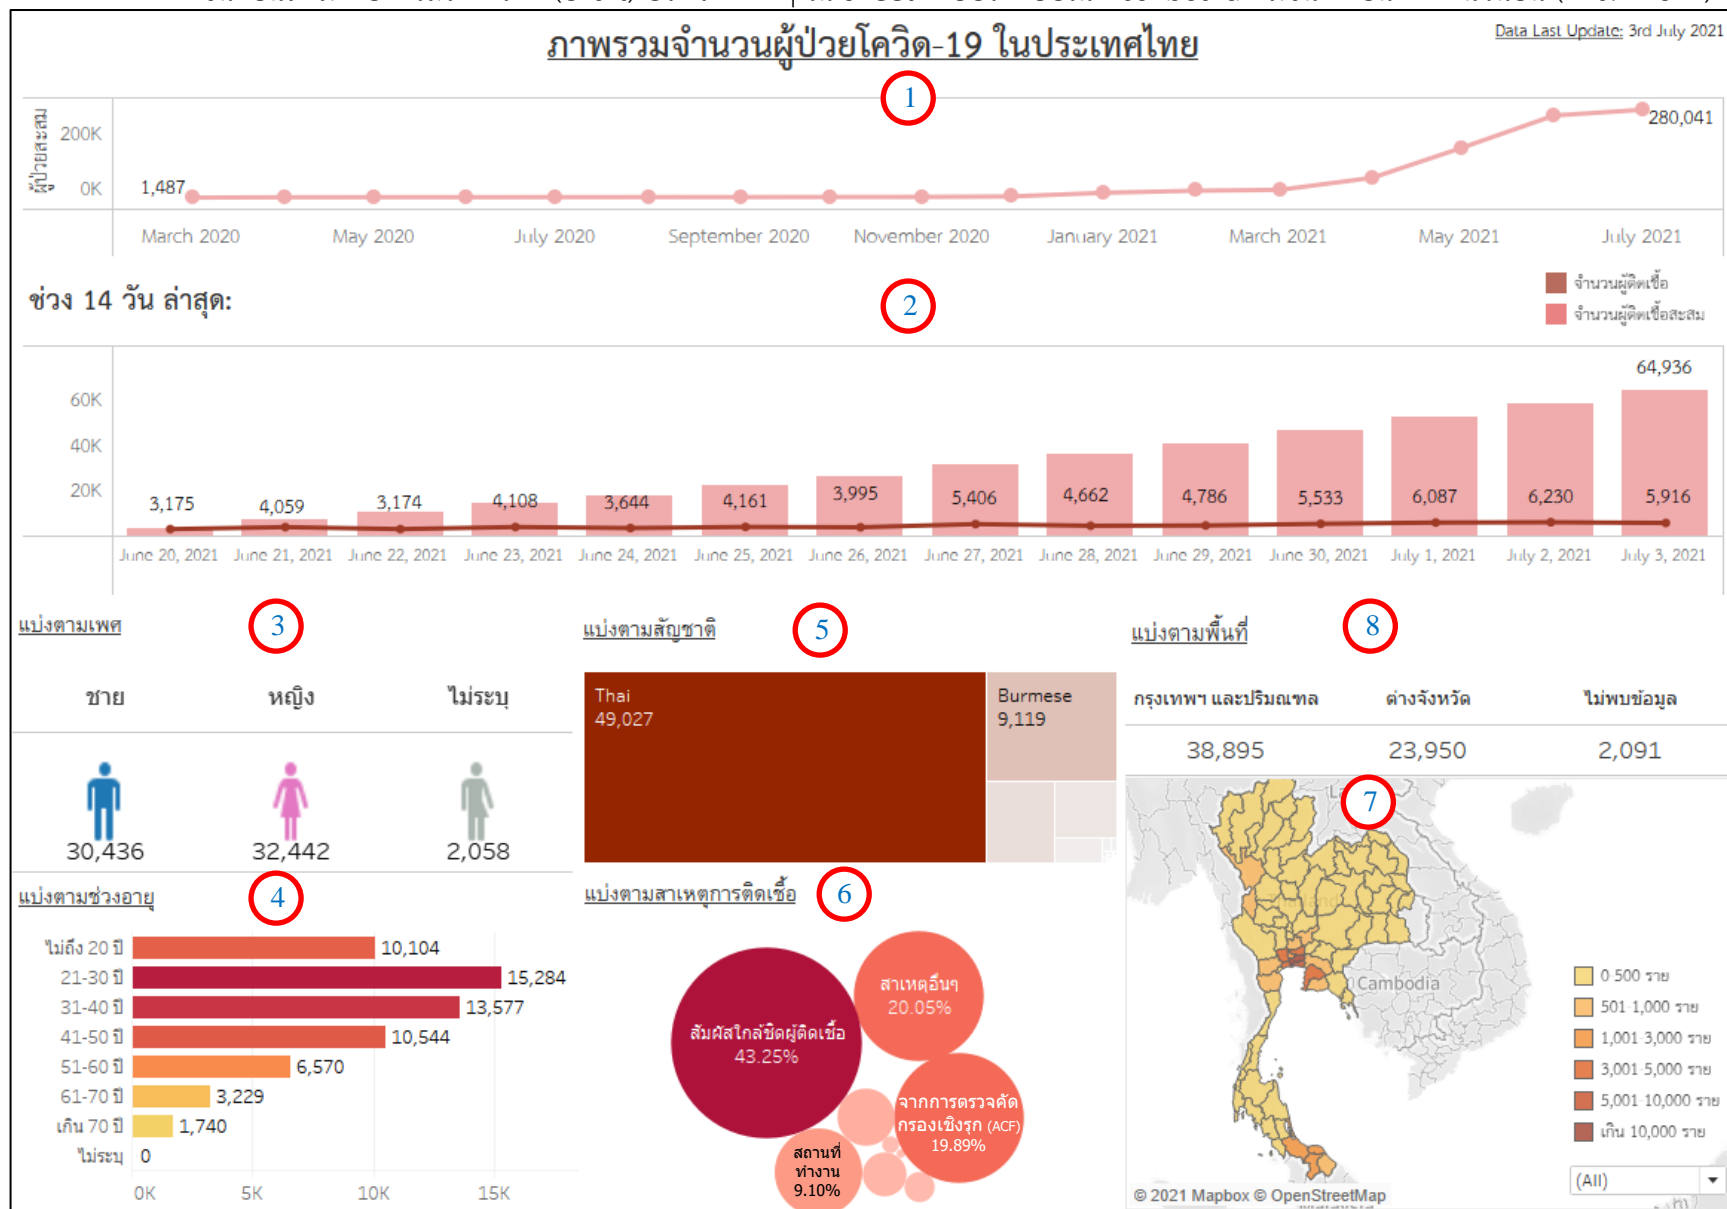 ภาพรวมจำนวนผู้ป่วยโควิด-19 ในประเทศไทย
Data Last Update: 3rd July 2021
1
ผู้ป่วยสะสม
200K
0K
1,487
280,041
March 2020 May 2020 July 2020 September 2020 November 2020 January 2021 March 2021 May 2021 July 2021
ช่วง 14 วัน ล่าสุด:
2
จำนวนผู้ติดเชื้อ
จำนวนผู้ติดเชื้อสะสม
64,936
60K
40K
20K
3,175 4,059 3,174 4,108 3,644 4,161 3,995 5,406 4,662 4,786 5,533 6,087 6,230 5,916
June 20, 2021 June 21, 2021 June 22, 2021 June 23, 2021 June 24, 2021 June 25, 2021 June 26, 2021 June 27, 2021 June 28, 2021 June 29, 2021 June 30, 2021 July 1, 2021 July 2, 2021 July 3, 2021
แบ่งตามเพศ
3
ชาย หญิง ไม่ระบุ
30,436 32,442 2,058
แบ่งตามช่วงอายุ
4
ไม่ถึง 20 ปี 10,104
21-30 ปี 15,284
31-40 ปี 13,577
41-50 ปี 10,544
51-60 ปี 6,570
61-70 ปี 3,229
เกิน 70 ปี 1,740
ไม่ระบุ 0
0K 5K 10K 15K
แบ่งตามสัญชาติ
5
Thai
49,027
Burmese
9,119
แบ่งตามสาเหตุการติดเชื้อ
6
สัมผัสใกล้ชิดผู้ติดเชื้อ
43.25%
สาเหตุอื่นๆ
20.05%
จากการตรวจคัด
กรองเชิงรุก (ACF)
19.89%
สถานที่
ทำงาน
9.10%
แบ่งตามพื้นที่
8
กรุงเทพฯ และปริมณฑล ต่างจังหวัด ไม่พบข้อมูล
38,895 23,950 2,091
7
Thailand
Cambodia
0-500 ราย
501-1,000 ราย
1,001-3,000 ราย
3,001-5,000 ราย
5,001-10,000 ราย
เกิน 10,000 ราย
(All)
© 2021 Mapbox © OpenStreetMap